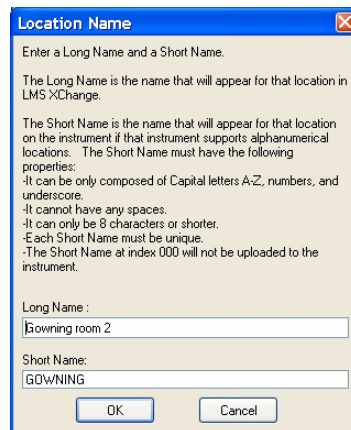 Location Name
Enter a Long Name and a Short Name.
The Long Name is the name that will appear for that location in
LMS XChange.
The Short Name is the name that will appear for that location
on the instrument if that instrument supports alphanumerical
locations.   The Short Name must have the following
properties:
-It can be only composed of Capital letters A-Z, numbers, and
underscore.
-It cannot have any spaces.
-It can only be 8 characters or shorter.
-Each Short Name must be unique.
-The Short Name at index 000 will not be uploaded to the
instrument.
Long Name :
Gowning room 2
Short Name:
GOWNING
OK Cancel